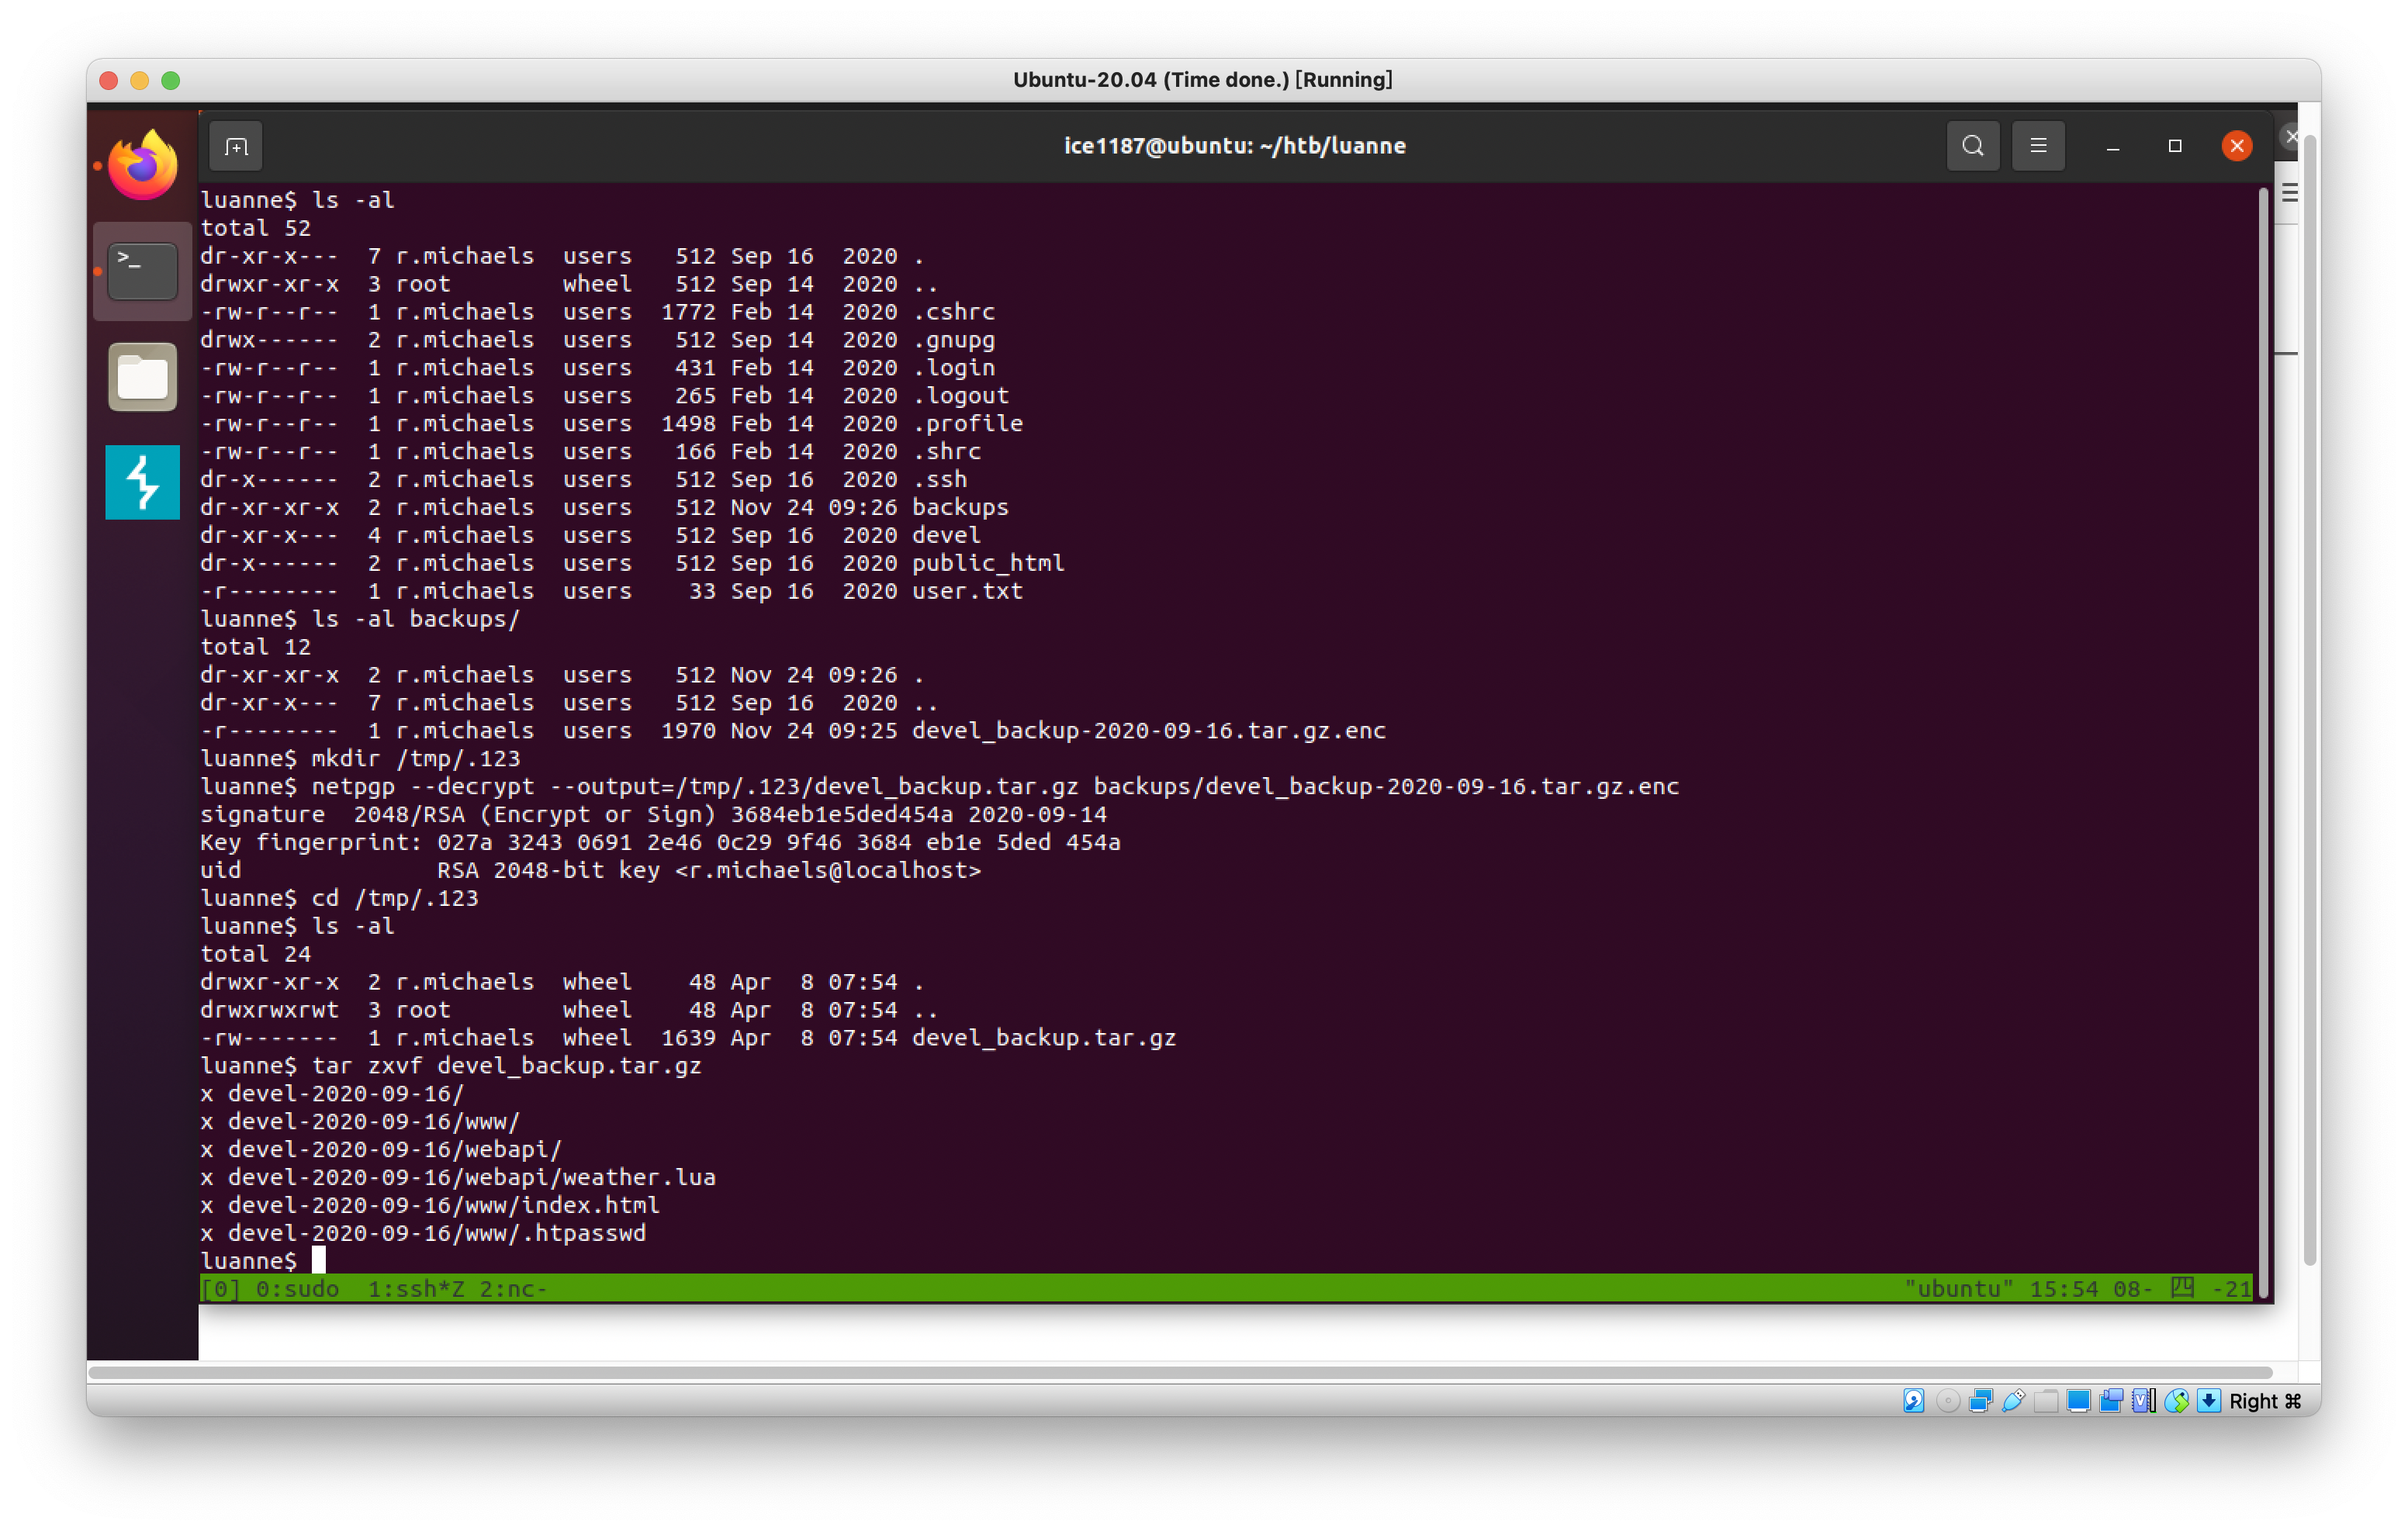 Ubuntu-20.04 (Time done.) [Running]
ice1187@ubuntu: ~/htb/luanne
luanne$ ls -al
total 52
dr-xr-x---  7 r.michaels  users   512 Sep 16  2020 .
drwxr-xr-x  3 root        wheel   512 Sep 14  2020 ..
-rw-r--r--  1 r.michaels  users  1772 Feb 14  2020 .cshrc
drwx------  2 r.michaels  users   512 Sep 14  2020 .gnupg
-rw-r--r--  1 r.michaels  users   431 Feb 14  2020 .login
-rw-r--r--  1 r.michaels  users   265 Feb 14  2020 .logout
-rw-r--r--  1 r.michaels  users  1498 Feb 14  2020 .profile
-rw-r--r--  1 r.michaels  users   166 Feb 14  2020 .shrc
dr-x------  2 r.michaels  users   512 Sep 16  2020 .ssh
dr-xr-xr-x  2 r.michaels  users   512 Nov 24 09:26 backups
dr-xr-x---  4 r.michaels  users   512 Sep 16  2020 devel
dr-x------  2 r.michaels  users   512 Sep 16  2020 public_html
-r--------  1 r.michaels  users    33 Sep 16  2020 user.txt
luanne$ ls -al backups/
total 12
dr-xr-xr-x  2 r.michaels  users   512 Nov 24 09:26 .
dr-xr-x---  7 r.michaels  users   512 Sep 16  2020 ..
-r--------  1 r.michaels  users  1970 Nov 24 09:25 devel_backup-2020-09-16.tar.gz.enc
luanne$ mkdir /tmp/.123
luanne$ netpgp --decrypt --output=/tmp/.123/devel_backup.tar.gz backups/devel_backup-2020-09-16.tar.gz.enc
signature  2048/RSA (Encrypt or Sign) 3684eb1e5ded454a 2020-09-14
Key fingerprint: 027a 3243 0691 2e46 0c29 9f46 3684 eb1e 5ded 454a
uid              RSA 2048-bit key <r.michaels@localhost>
luanne$ cd /tmp/.123
luanne$ ls -al
total 24
drwxr-xr-x  2 r.michaels  wheel    48 Apr  8 07:54 .
drwxrwxrwt  3 root        wheel    48 Apr  8 07:54 ..
-rw-------  1 r.michaels  wheel  1639 Apr  8 07:54 devel_backup.tar.gz
luanne$ tar zxvf devel_backup.tar.gz
x devel-2020-09-16/
x devel-2020-09-16/www/
x devel-2020-09-16/webapi/
x devel-2020-09-16/webapi/weather.lua
x devel-2020-09-16/www/index.html
x devel-2020-09-16/www/.htpasswd
luanne$
[0] 0:sudo  1:ssh*Z 2:nc-  "ubuntu" 15:54 08- 四 -21
Right ⌘